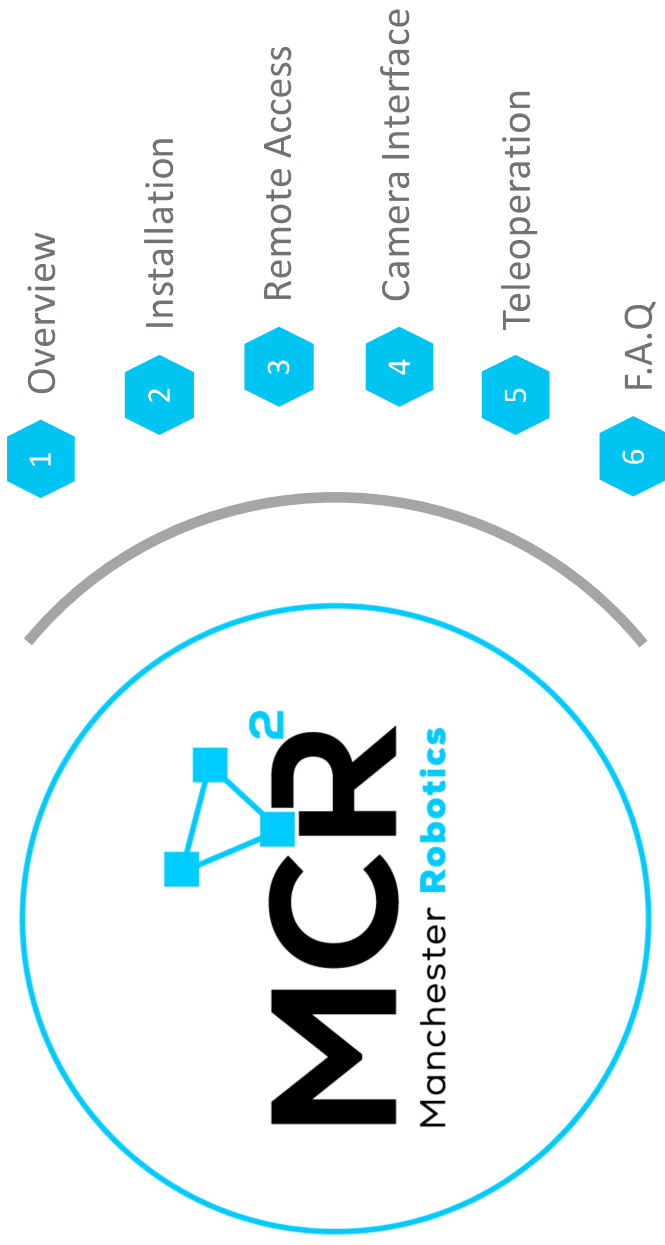 MCR2
Manchester Robotics
1 Overview
2 Installation
3 Remote Access
4 Camera Interface
5 Teleoperation
6 F.A.Q